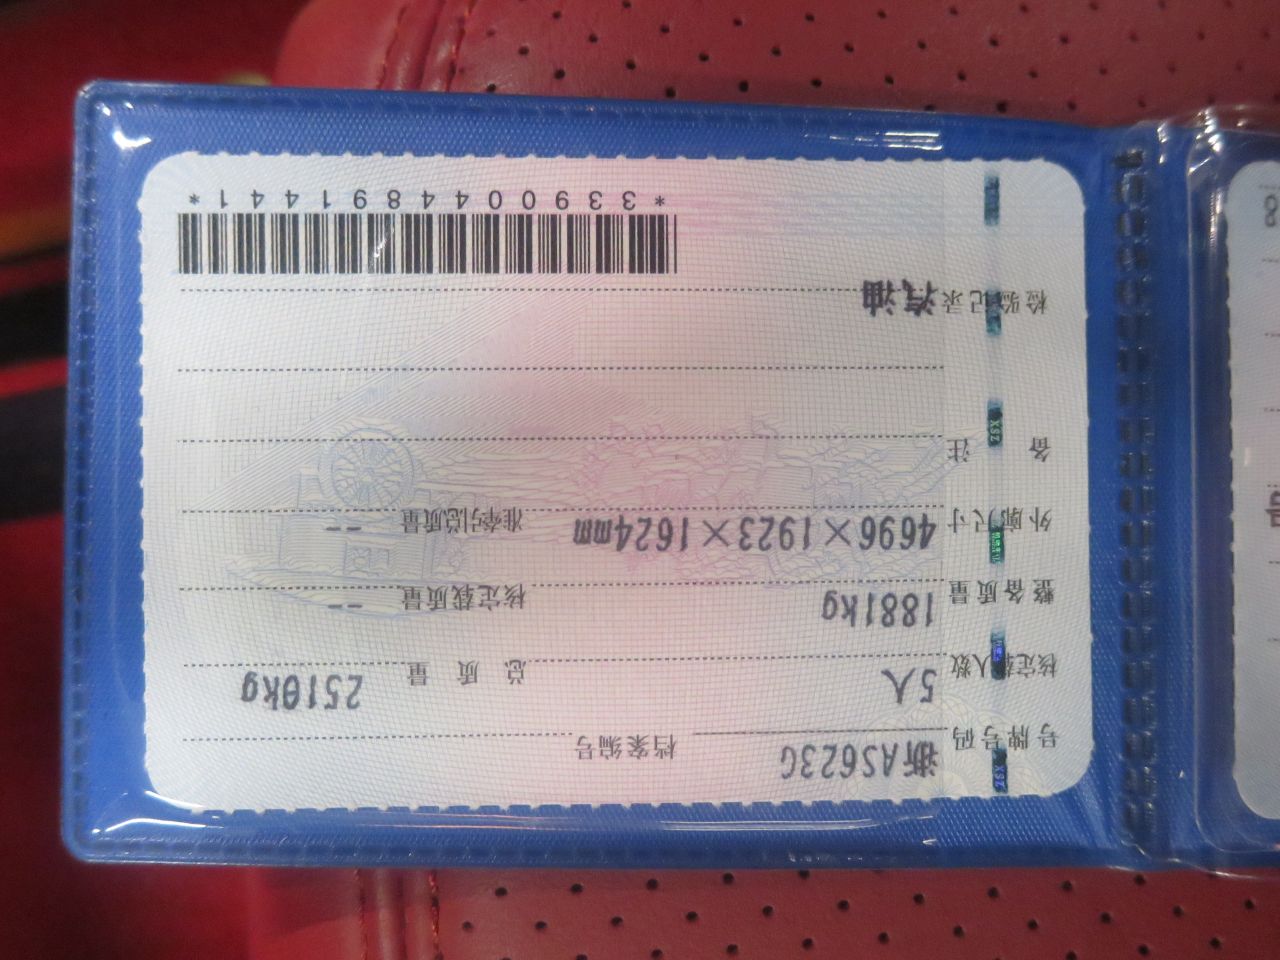 号牌号码 浙AS623G 档案编号
核定载人数 5人 总质量 2510kg
整备质量 1881kg 核定载质量 --
外廓尺寸 4696×1923×1624mm 准牵引总质量 --
备注
检验记录 汽油
*3390044891441*